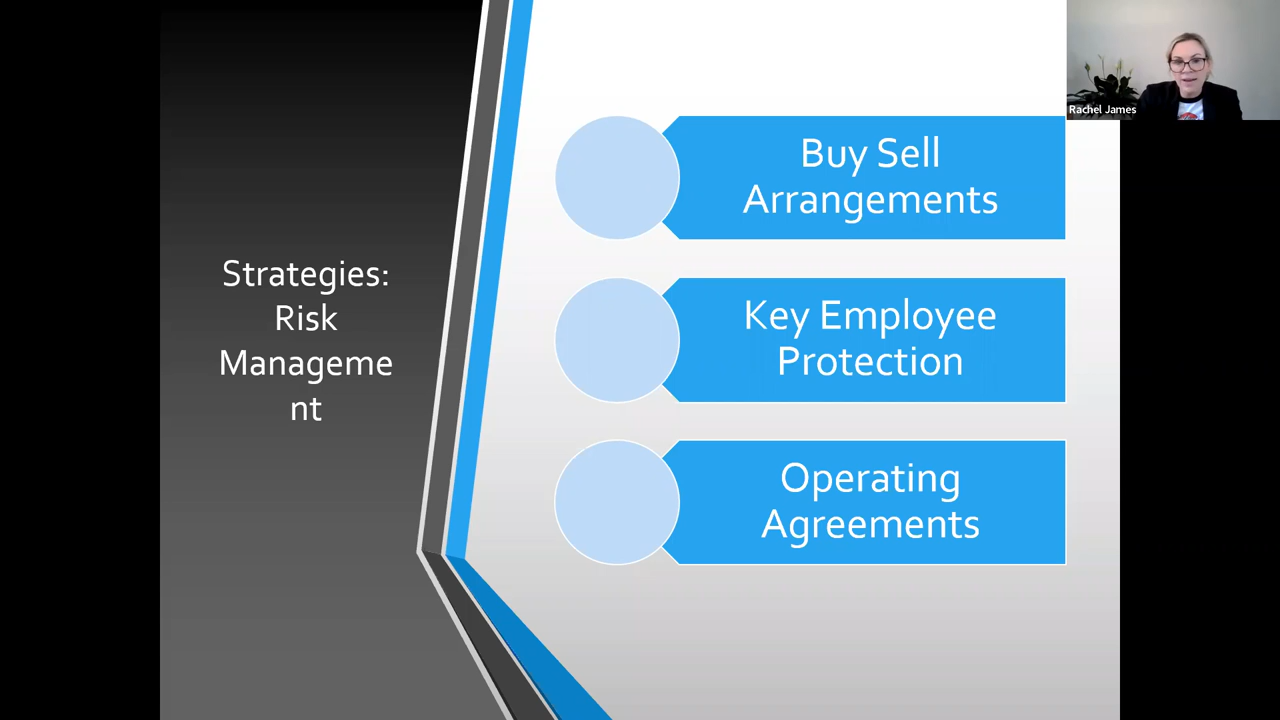 Strategies:
Risk
Manageme
nt
Buy Sell
Arrangements
Key Employee
Protection
Operating
Agreements
Rachel James